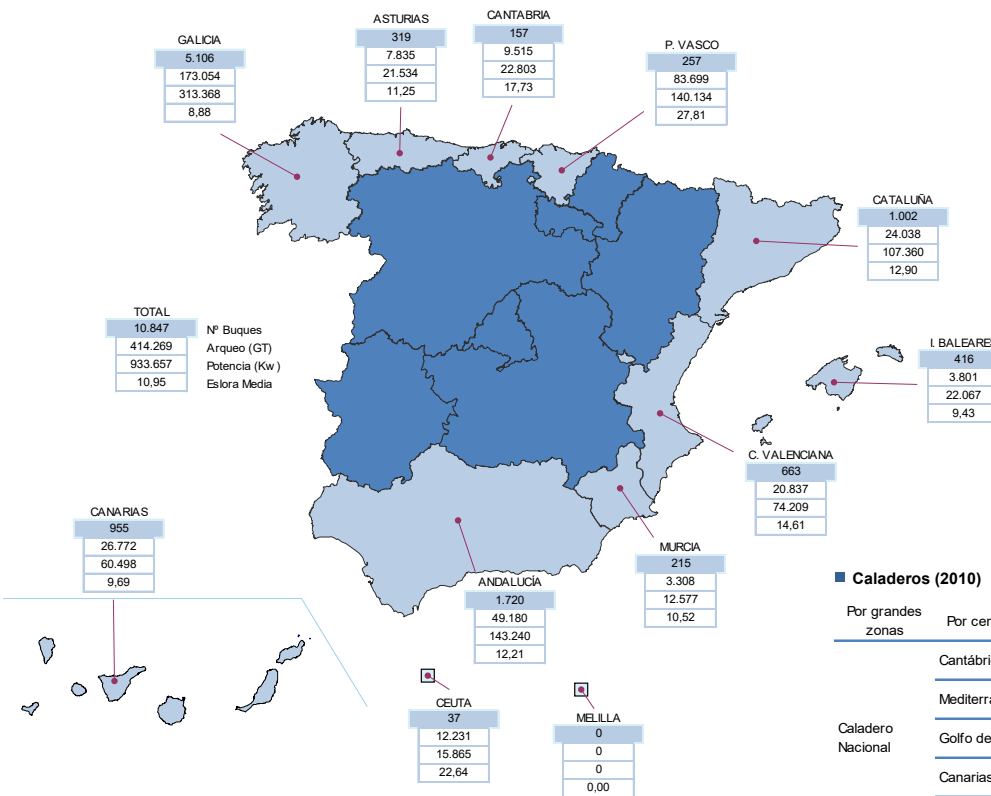 ASTURIAS
319
7.835
21.534
11,25
CANTABRIA
157
9.515
22.803
17,73
GALICIA
5.106
173.054
313.368
8,88
P. VASCO
257
83.699
140.134
27,81
CATALUÑA
1.002
24.038
107.360
12,90
TOTAL
10.847 Nº Buques
414.269 Arqueo (GT)
933.657 Potencia (Kw)
10,95 Eslora Media
I. BALEARES
416
3.801
22.067
9,43
C. VALENCIANA
663
20.837
74.209
14,61
CANARIAS
955
26.772
60.498
9,69
MURCIA
215
3.308
12.577
10,52
ANDALUCÍA
1.720
49.180
143.240
12,21
CEUTA
37
12.231
15.865
22,64
MELILLA
0
0
0
0,00
Caladeros (2010)
Por grandes
zonas
Por cer
Cantábri
Mediterra
Caladero
Nacional
Golfo de
Canarias